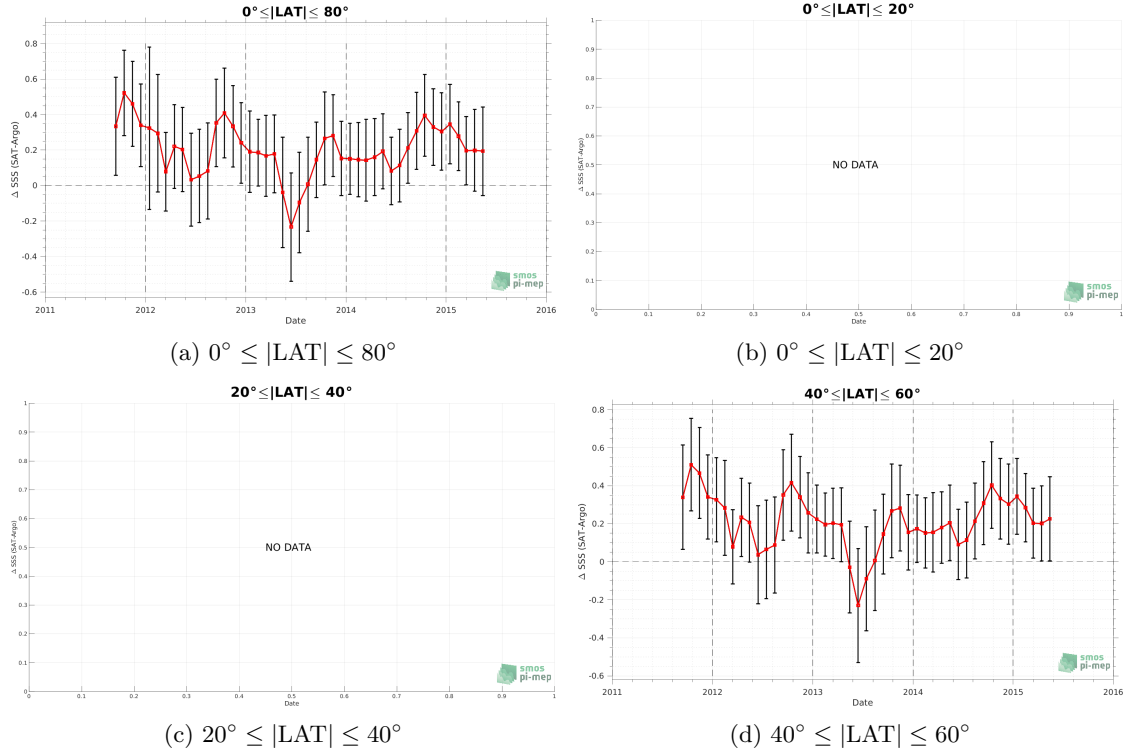 0°≤|LAT|≤ 80°
Δ SSS (SAT-Argo)
0.8
0.6
0.4
0.2
0
-0.2
-0.4
-0.6
2011 2012 2013 2014 2015 2016
Date
smos
pi-mep
(a) 0° ≤ |LAT| ≤ 80°
0°≤|LAT|≤ 20°
Δ SSS (SAT-Argo)
1
0.9
0.8
0.7
0.6
0.5
0.4
0.3
0.2
0.1
0
NO DATA
0 0.1 0.2 0.3 0.4 0.5 0.6 0.7 0.8 0.9 1
Date
smos
pi-mep
(b) 0° ≤ |LAT| ≤ 20°
20°≤|LAT|≤ 40°
Δ SSS (SAT-Argo)
1
0.9
0.8
0.7
0.6
0.5
0.4
0.3
0.2
0.1
0
NO DATA
0 0.1 0.2 0.3 0.4 0.5 0.6 0.7 0.8 0.9 1
Date
smos
pi-mep
(c) 20° ≤ |LAT| ≤ 40°
40°≤|LAT|≤ 60°
Δ SSS (SAT-Argo)
0.8
0.6
0.4
0.2
0
-0.2
-0.4
-0.6
2011 2012 2013 2014 2015 2016
Date
smos
pi-mep
(d) 40° ≤ |LAT| ≤ 60°